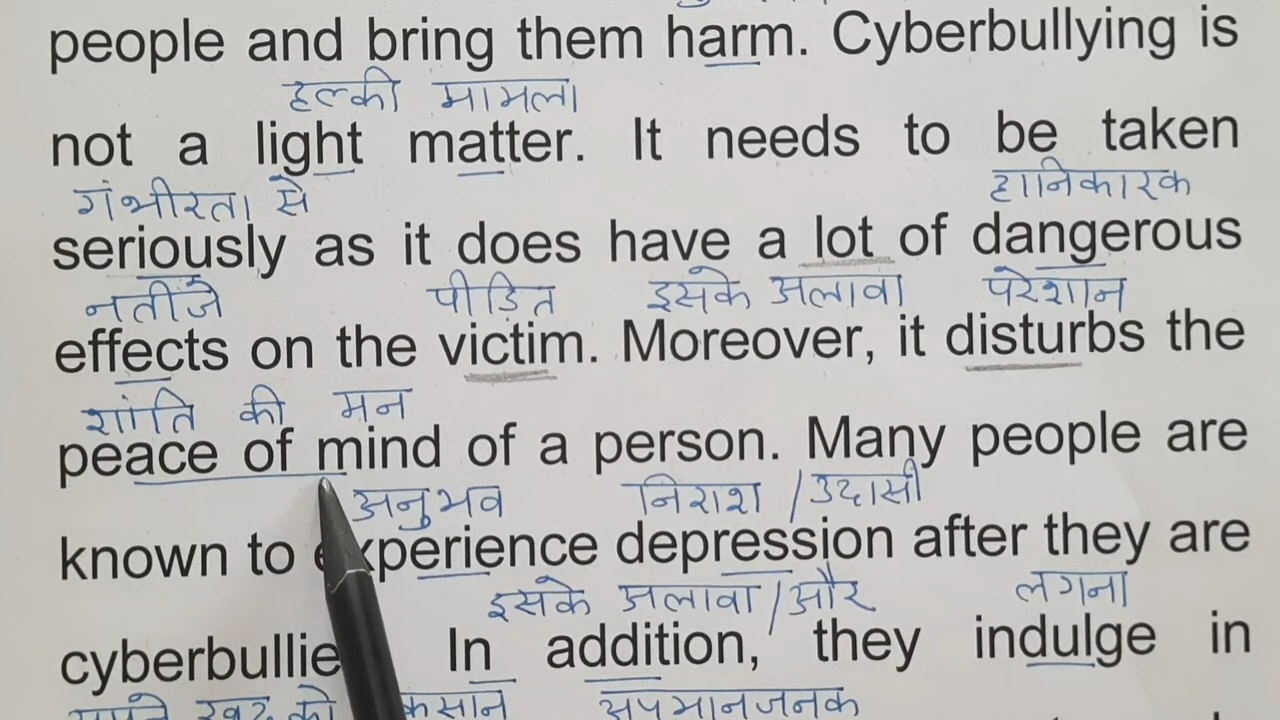 people and bring them harm. Cyberbullying is
हल्की मामला
not a light matter. It needs to be taken
गंभीरता से हानिकारक
seriously as it does have a lot of dangerous
नतीजे पीड़ित इसके अलावा परेशान
effects on the victim. Moreover, it disturbs the
शांति की मन
peace of mind of a person. Many people are
अनुभव निराश / उदासी
known to experience depression after they are
इसके अलावा / और लगना
cyberbullie In addition, they indulge in
खुद को अपमानजनक